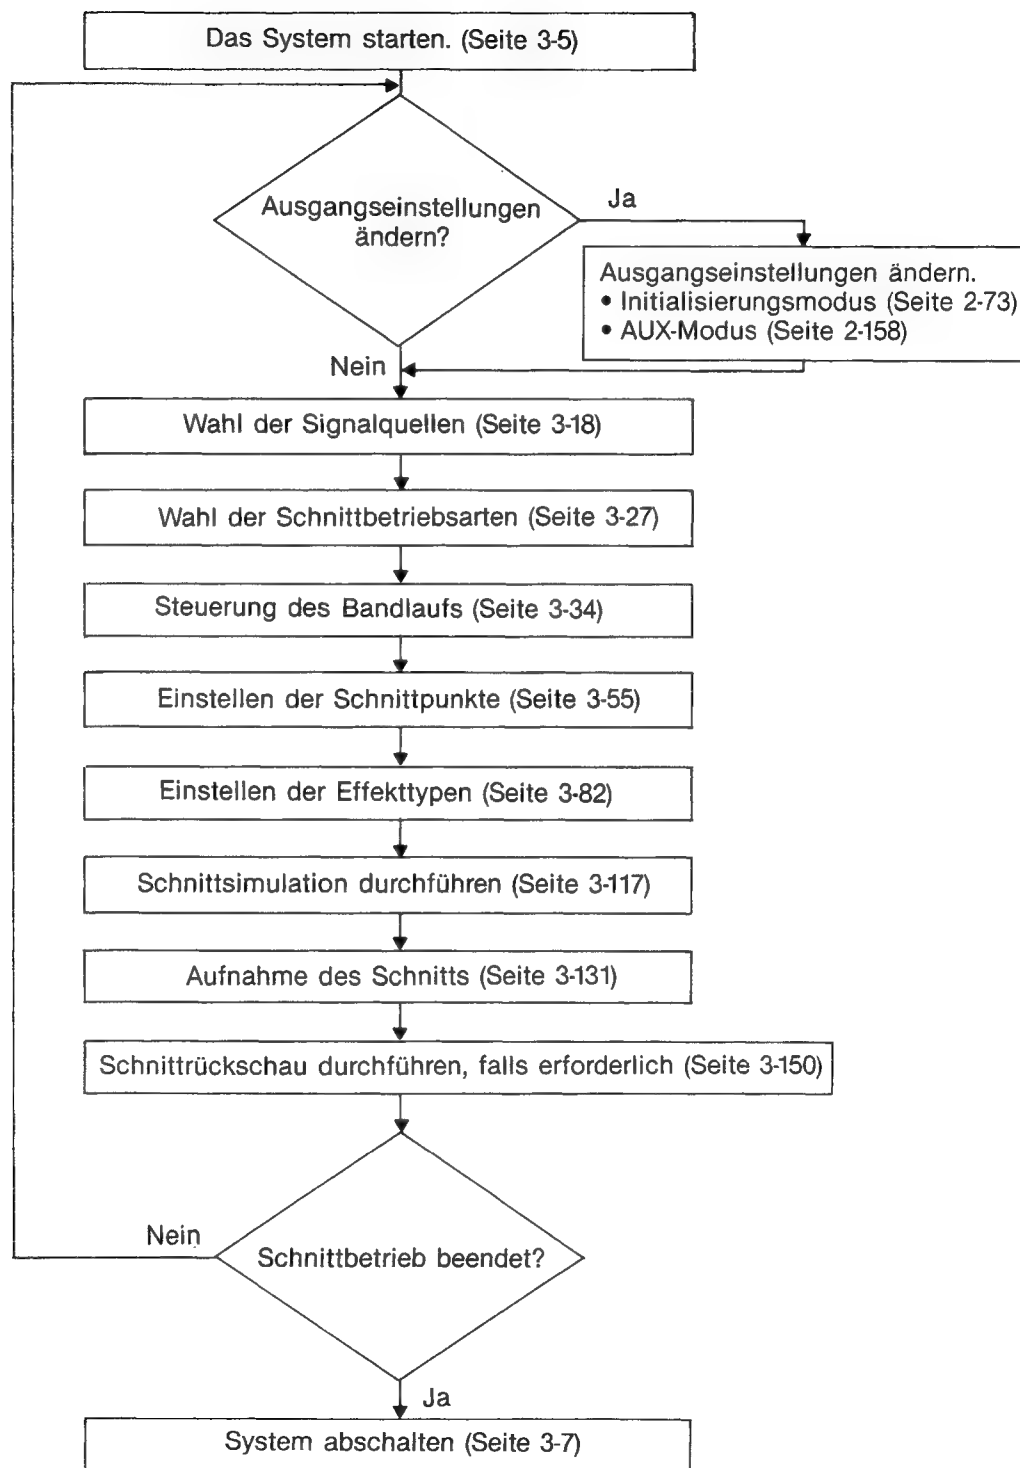 Das System starten. (Seite 3-5)
Ausgangseinstellungen
ändern?
Ja
Ausgangseinstellungen ändern.
• Initialisierungsmodus (Seite 2-73)
• AUX-Modus (Seite 2-158)
Nein
Wahl der Signalquellen (Seite 3-18)
Wahl der Schnittbetriebsarten (Seite 3-27)
Steuerung des Bandlaufs (Seite 3-34)
Einstellen der Schnittpunkte (Seite 3-55)
Einstellen der Effekttypen (Seite 3-82)
Schnittsimulation durchführen (Seite 3-117)
Aufnahme des Schnitts (Seite 3-131)
Schnittrückschau durchführen, falls erforderlich (Seite 3-150)
Nein
Schnittbetrieb beendet?
Ja
System abschalten (Seite 3-7)